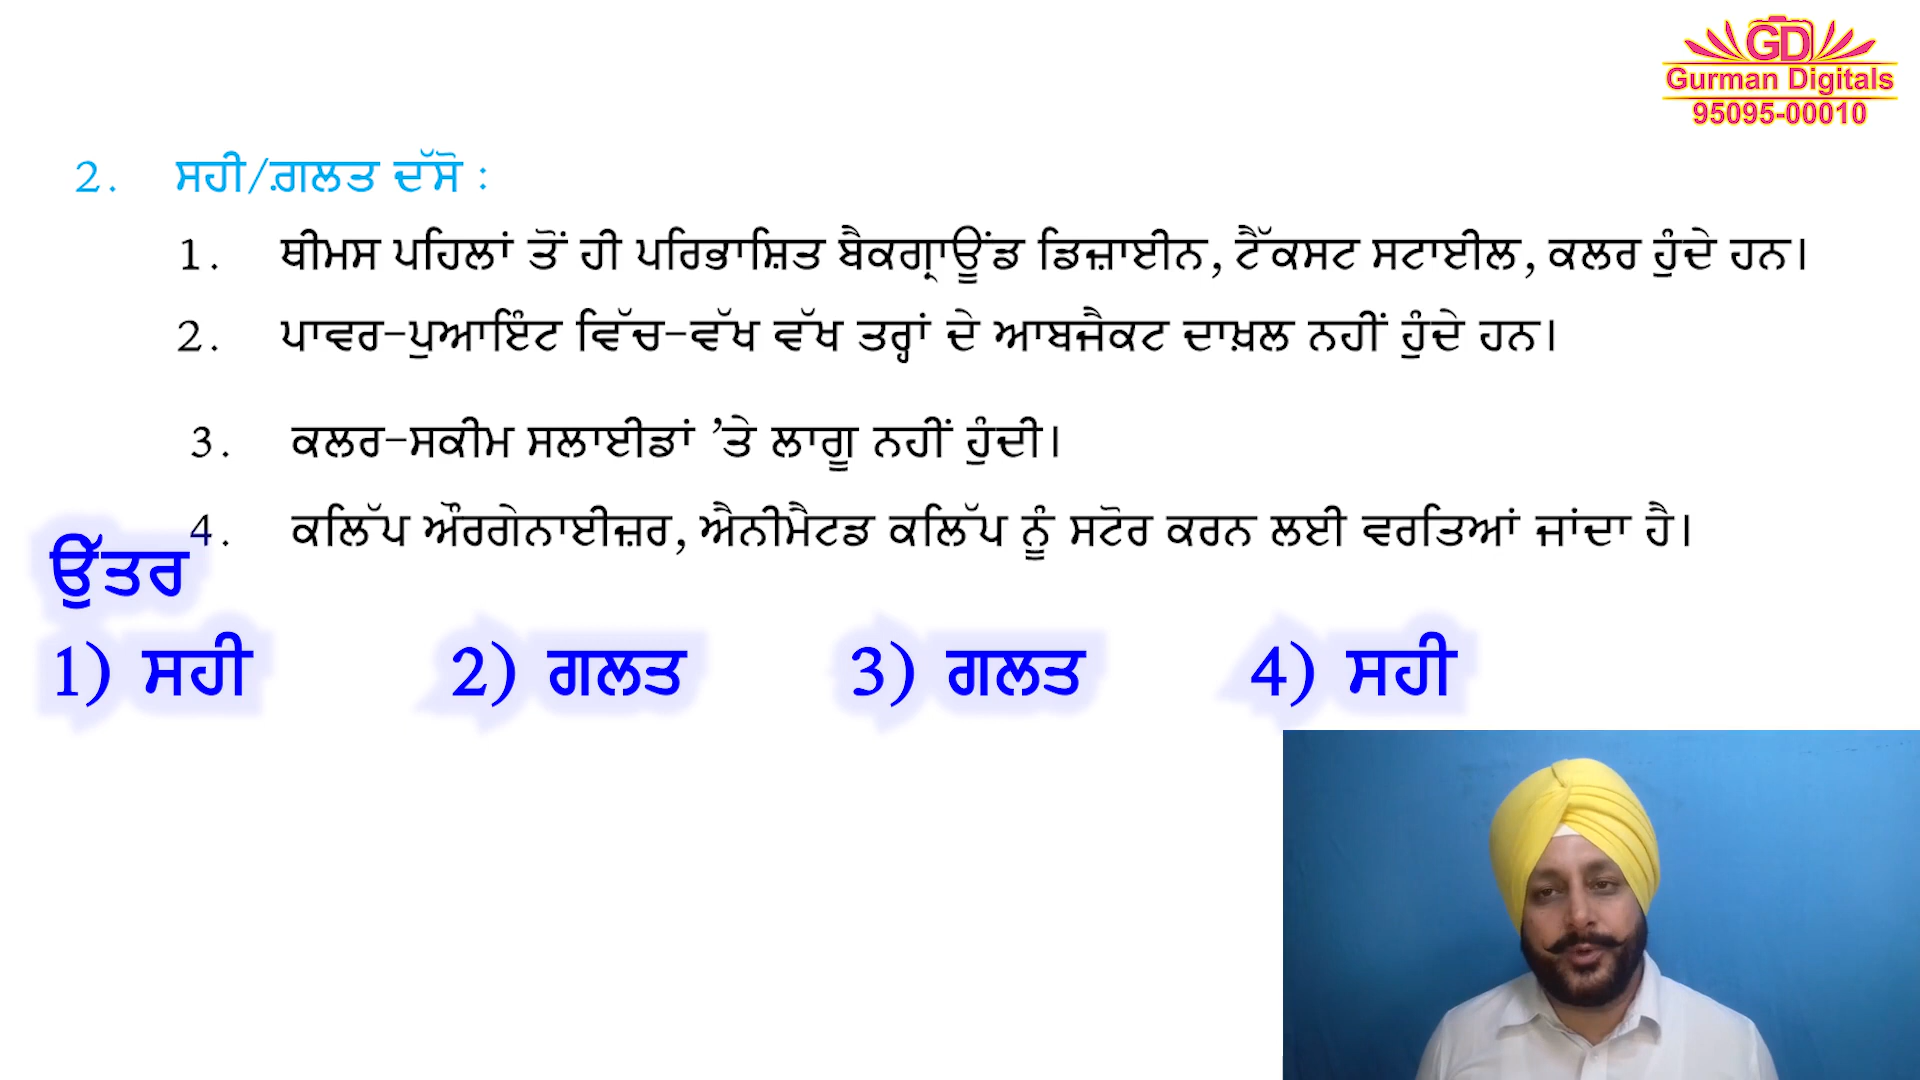 GD
Gurman Digitals
95095-00010
2. ਸਹੀ/ਗ਼ਲਤ ਦੱਸੋ :
1. ਥੀਮਸ ਪਹਿਲਾਂ ਤੋਂ ਹੀ ਪਰਿਭਾਸ਼ਿਤ ਬੈਕਗ੍ਰਾਊਂਡ ਡਿਜ਼ਾਈਨ, ਟੈੱਕਸਟ ਸਟਾਈਲ, ਕਲਰ ਹੁੰਦੇ ਹਨ।
2. ਪਾਵਰ-ਪੁਆਇੰਟ ਵਿੱਚ-ਵੱਖ ਵੱਖ ਤਰ੍ਹਾਂ ਦੇ ਆਬਜੈਕਟ ਦਾਖ਼ਲ ਨਹੀਂ ਹੁੰਦੇ ਹਨ।
3. ਕਲਰ-ਸਕੀਮ ਸਲਾਈਡਾਂ ’ਤੇ ਲਾਗੂ ਨਹੀਂ ਹੁੰਦੀ।
4. ਕਲਿੱਪ ਔਰਗੇਨਾਈਜ਼ਰ, ਐਨੀਮੈਟਡ ਕਲਿੱਪ ਨੂੰ ਸਟੋਰ ਕਰਨ ਲਈ ਵਰਤਿਆਂ ਜਾਂਦਾ ਹੈ।
ਉੱਤਰ
1) ਸਹੀ 2) ਗਲਤ 3) ਗਲਤ 4) ਸਹੀ